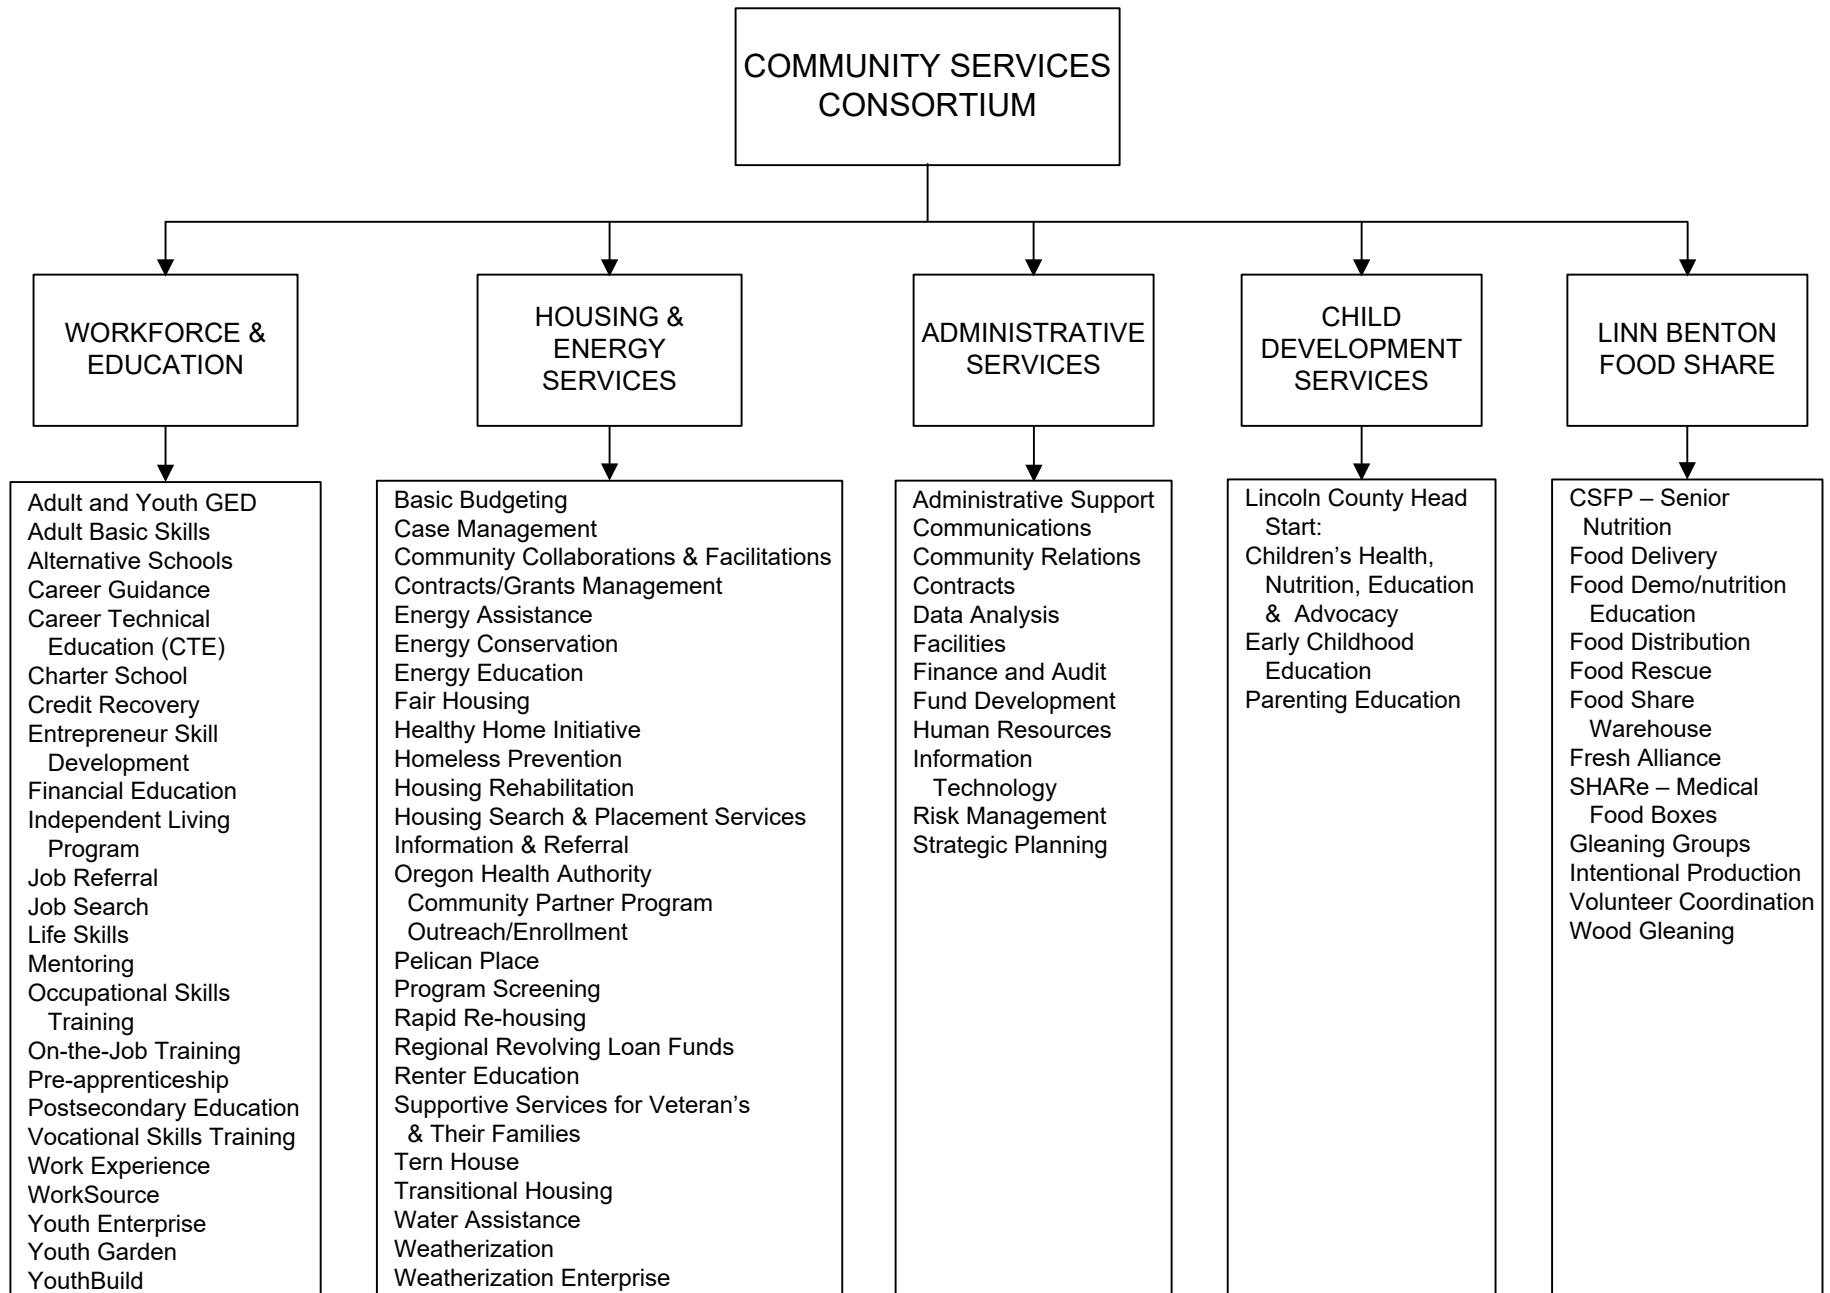 COMMUNITY SERVICES
CONSORTIUM
WORKFORCE &
EDUCATION
HOUSING &
ENERGY
SERVICES
ADMINISTRATIVE
SERVICES
CHILD
DEVELOPMENT
SERVICES
LINN BENTON
FOOD SHARE
Adult and Youth GED
Adult Basic Skills
Alternative Schools
Career Guidance
Career Technical
Education (CTE)
Charter School
Credit Recovery
Entrepreneur Skill
Development
Financial Education
Independent Living
Program
Job Referral
Job Search
Life Skills
Mentoring
Occupational Skills
Training
On-the-Job Training
Pre-apprenticeship
Postsecondary Education
Vocational Skills Training
Work Experience
WorkSource
Youth Enterprise
Youth Garden
YouthBuild
Basic Budgeting
Case Management
Community Collaborations & Facilitations
Contracts/Grants Management
Energy Assistance
Energy Conservation
Energy Education
Fair Housing
Healthy Home Initiative
Homeless Prevention
Housing Rehabilitation
Housing Search & Placement Services
Information & Referral
Oregon Health Authority
Community Partner Program
Outreach/Enrollment
Pelican Place
Program Screening
Rapid Re-housing
Regional Revolving Loan Funds
Renter Education
Supportive Services for Veteran’s
& Their Families
Tern House
Transitional Housing
Water Assistance
Weatherization
Weatherization Enterprise
Administrative Support
Communications
Community Relations
Contracts
Data Analysis
Facilities
Finance and Audit
Fund Development
Human Resources
Information
Technology
Risk Management
Strategic Planning
Lincoln County Head
Start:
Children’s Health,
Nutrition, Education
& Advocacy
Early Childhood
Education
Parenting Education
CSFP – Senior
Nutrition
Food Delivery
Food Demo/nutrition
Education
Food Distribution
Food Rescue
Food Share
Warehouse
Fresh Alliance
SHARe – Medical
Food Boxes
Gleaning Groups
Intentional Production
Volunteer Coordination
Wood Gleaning